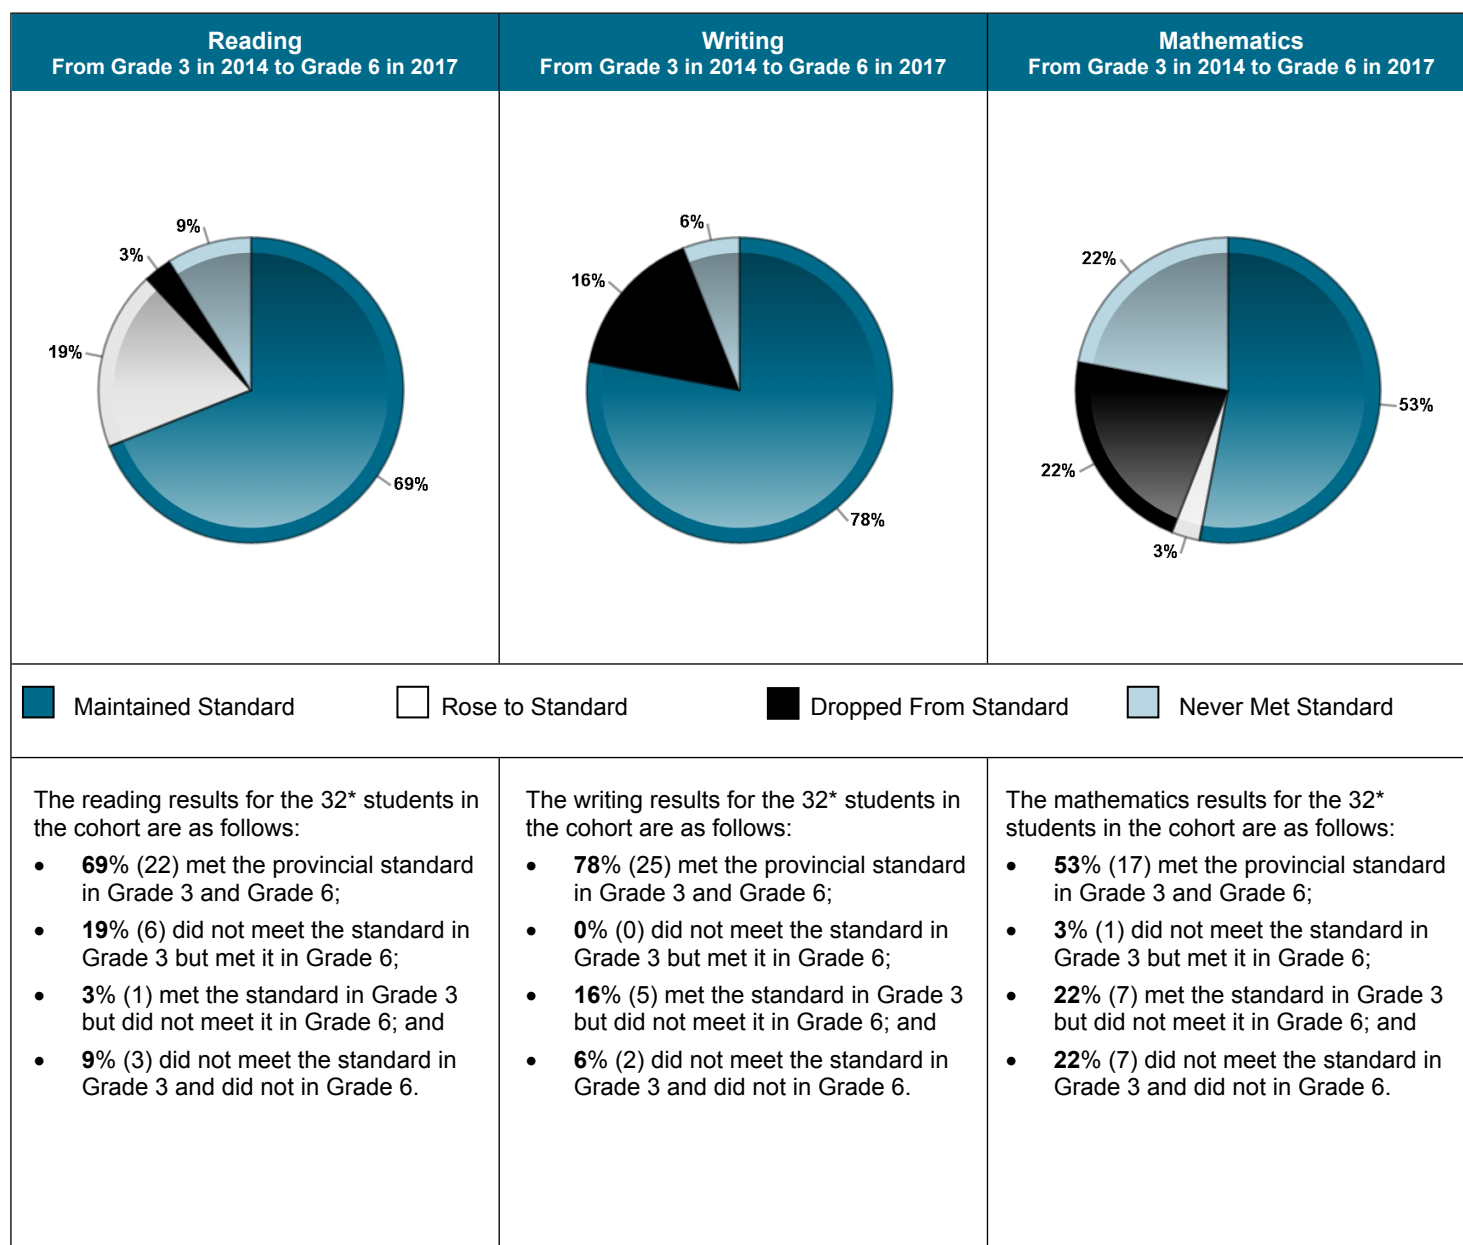 Reading
From Grade 3 in 2014 to Grade 6 in 2017
Writing
From Grade 3 in 2014 to Grade 6 in 2017
Mathematics
From Grade 3 in 2014 to Grade 6 in 2017
9%
3%
19%
69%
6%
16%
78%
22%
53%
22%
3%
Maintained Standard
Rose to Standard
Dropped From Standard
Never Met Standard
The reading results for the 32* students in
the cohort are as follows:
• 69% (22) met the provincial standard
in Grade 3 and Grade 6;
• 19% (6) did not meet the standard in
Grade 3 but met it in Grade 6;
• 3% (1) met the standard in Grade 3
but did not meet it in Grade 6; and
• 9% (3) did not meet the standard in
Grade 3 and did not in Grade 6.
The writing results for the 32* students in
the cohort are as follows:
• 78% (25) met the provincial standard
in Grade 3 and Grade 6;
• 0% (0) did not meet the standard in
Grade 3 but met it in Grade 6;
• 16% (5) met the standard in Grade 3
but did not meet it in Grade 6; and
• 6% (2) did not meet the standard in
Grade 3 and did not in Grade 6.
The mathematics results for the 32*
students in the cohort are as follows:
• 53% (17) met the provincial standard
in Grade 3 and Grade 6;
• 3% (1) did not meet the standard in
Grade 3 but met it in Grade 6;
• 22% (7) met the standard in Grade 3
but did not meet it in Grade 6; and
• 22% (7) did not meet the standard in
Grade 3 and did not in Grade 6.